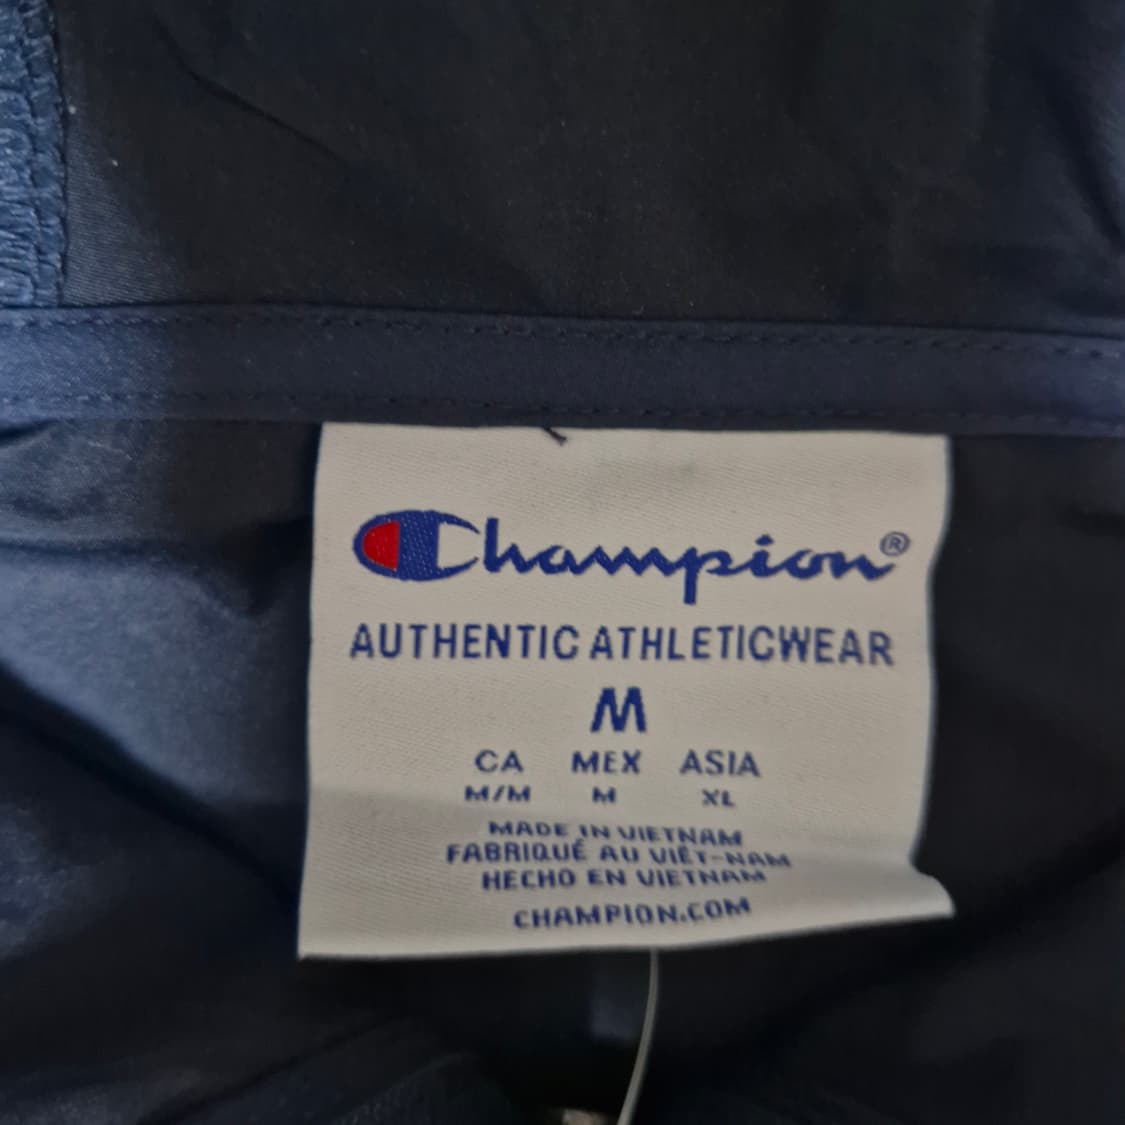 Champion®
AUTHENTIC ATHLETICWEAR
M
CA MEX ASIA
M/M M XL
MADE IN VIETNAM
FABRIQUÉ AU VIÊT-NAM
HECHO EN VIETNAM
CHAMPION.COM